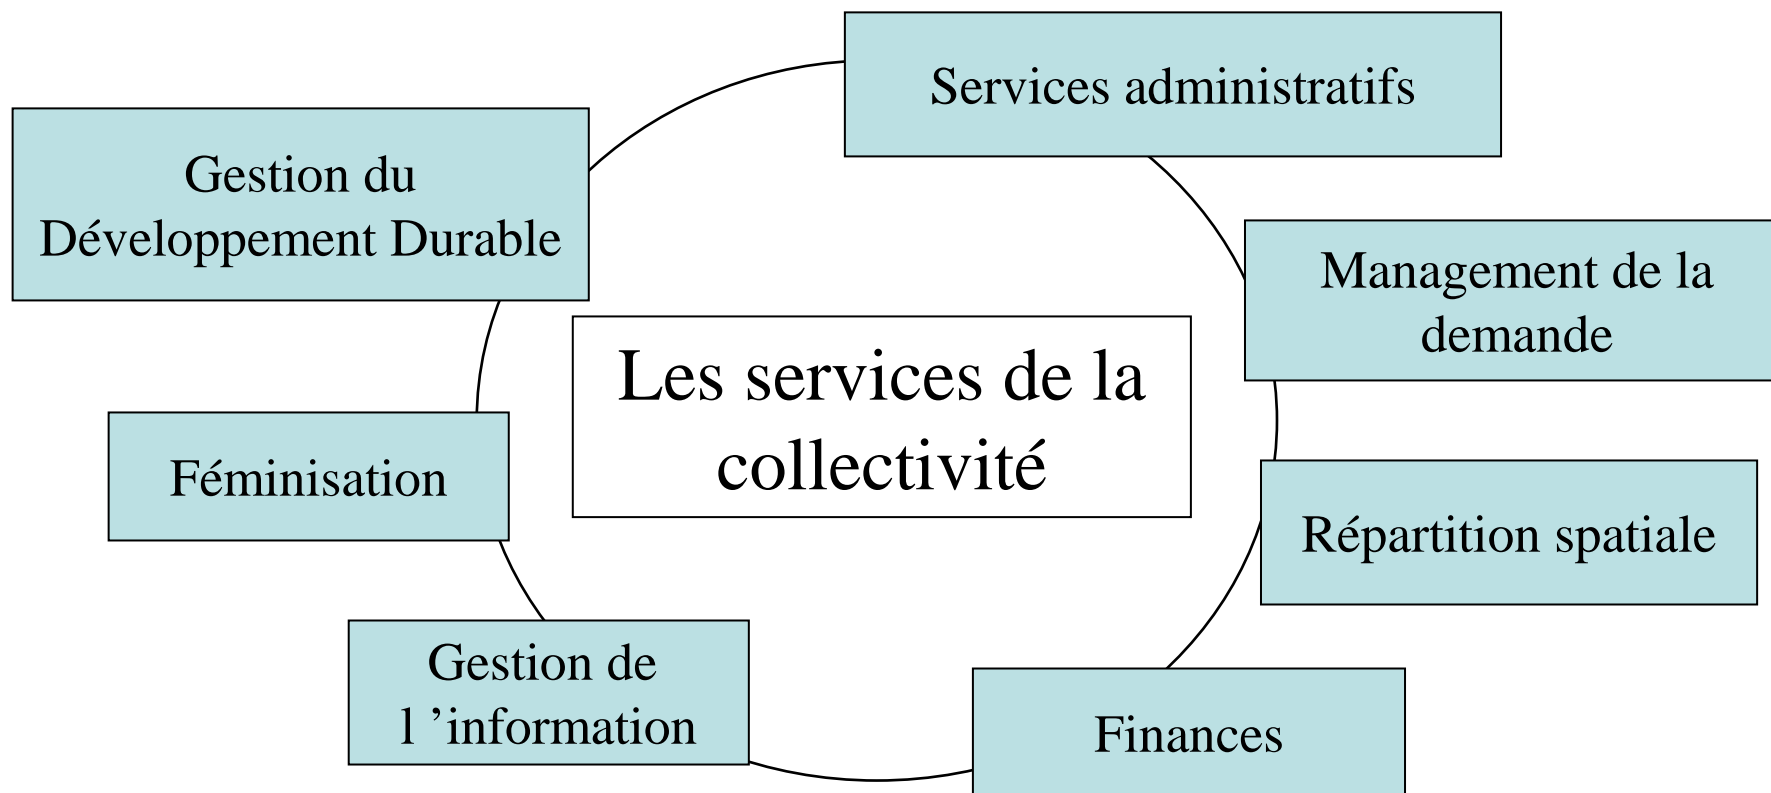 Services administratifs
Gestion du
Développement Durable
Management de la
demande
Les services de la
collectivité
Féminisation
Répartition spatiale
Gestion de
l ’information
Finances